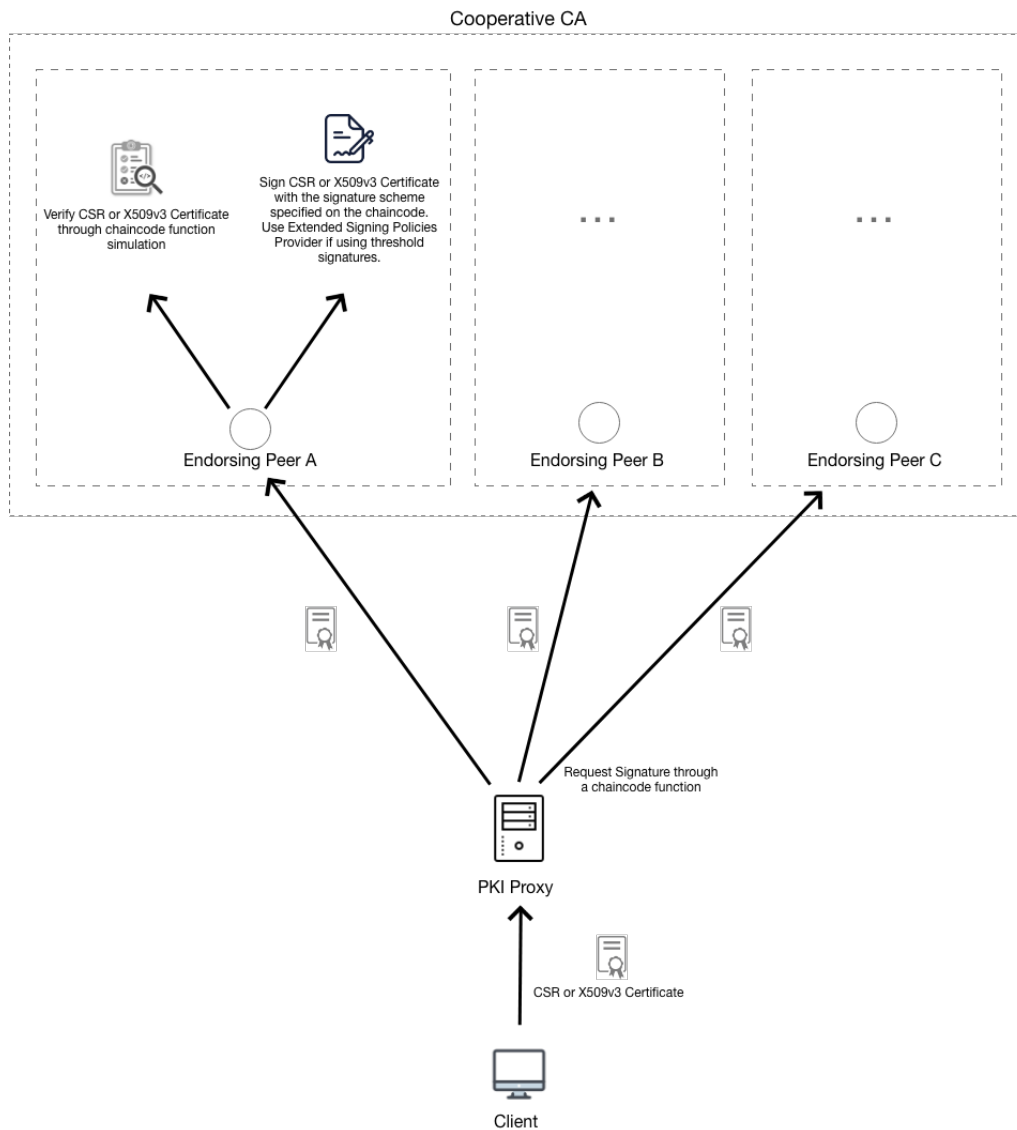 Cooperative CA
Verify CSR or X509v3 Certificate
through chaincode function
simulation
Sign CSR or X509v3 Certificate
with the signature scheme
specified on the chaincode.
Use Extended Signing Policies
Provider if using threshold
signatures.
...
...
Endorsing Peer A
Endorsing Peer B
Endorsing Peer C
Request Signature through
a chaincode function
PKI Proxy
CSR or X509v3 Certificate
Client